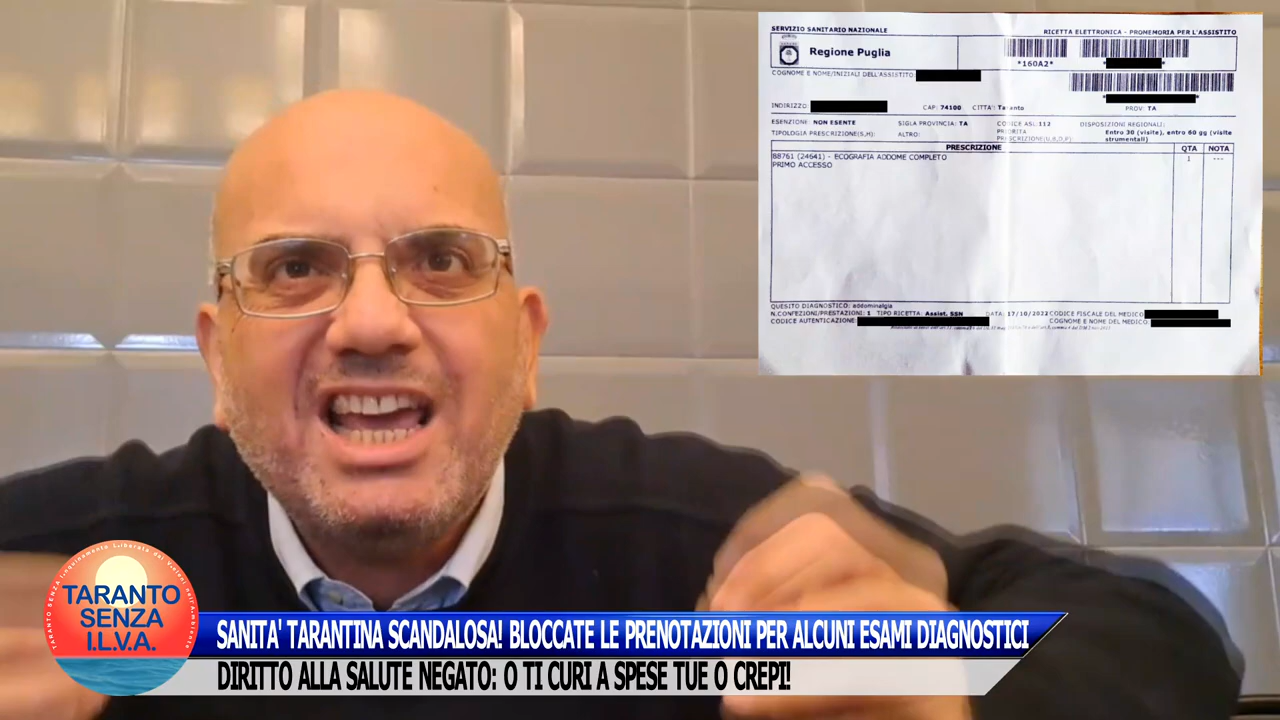 SERVIZIO SANITARIO NAZIONALE
RICETTA ELETTRONICA - PROMEMORIA PER L'ASSISTITO
Regione Puglia
*160A2*
COGNOME E NOME/INIZIALI DELL'ASSISTITO:
INDIRIZZO: CAP: 74100 CITTA': Taranto PROV: TA
ESENZIONE: NON ESENTE SIGLA PROVINCIA: TA CODICE ASL:112 DISPOSIZIONI REGIONALI:
TIPOLOGIA PRESCRIZIONE(S,H): ALTRO: PRIORITA PRESCRIZIONE(U,B,D,P): Entro 30 (visite), entro 60 gg (visite strumentali)
PRESCRIZIONE QTA NOTA
88761 (24641) - ECOGRAFIA ADDOME COMPLETO 1 ---
PRIMO ACCESSO
QUESITO DIAGNOSTICO: addominalgia
N.CONFEZIONI/PRESTAZIONI: 1 TIPO RICETTA: Assist. SSN DATA: 17/10/2022 CODICE FISCALE DEL MEDICO:
CODICE AUTENTICAZIONE: COGNOME E NOME DEL MEDICO:
TARANTO
SENZA
I.L.V.A.
SANITA' TARANTINA SCANDALOSA! BLOCCATE LE PRENOTAZIONI PER ALCUNI ESAMI DIAGNOSTICI
DIRITTO ALLA SALUTE NEGATO: O TI CURI A SPESE TUE O CREPI!